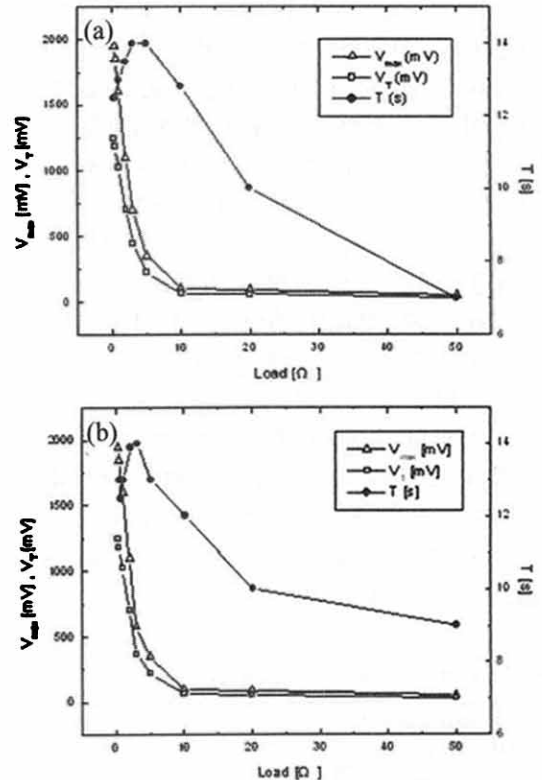 (a)
2000
1500
1000
500
0
V_max [mV], V_T [mV]
V_max (mV)
V_T (mV)
T (s)
14
12
10
8
6
T [s]
0 10 20 30 40 50
Load [Ω ]
(b)
2000
1500
1000
500
0
V_max [mV], V_T [mV]
V_max [mV]
V_T [mV]
T [s]
14
12
10
8
6
T [s]
0 10 20 30 40 50
Load [Ω ]